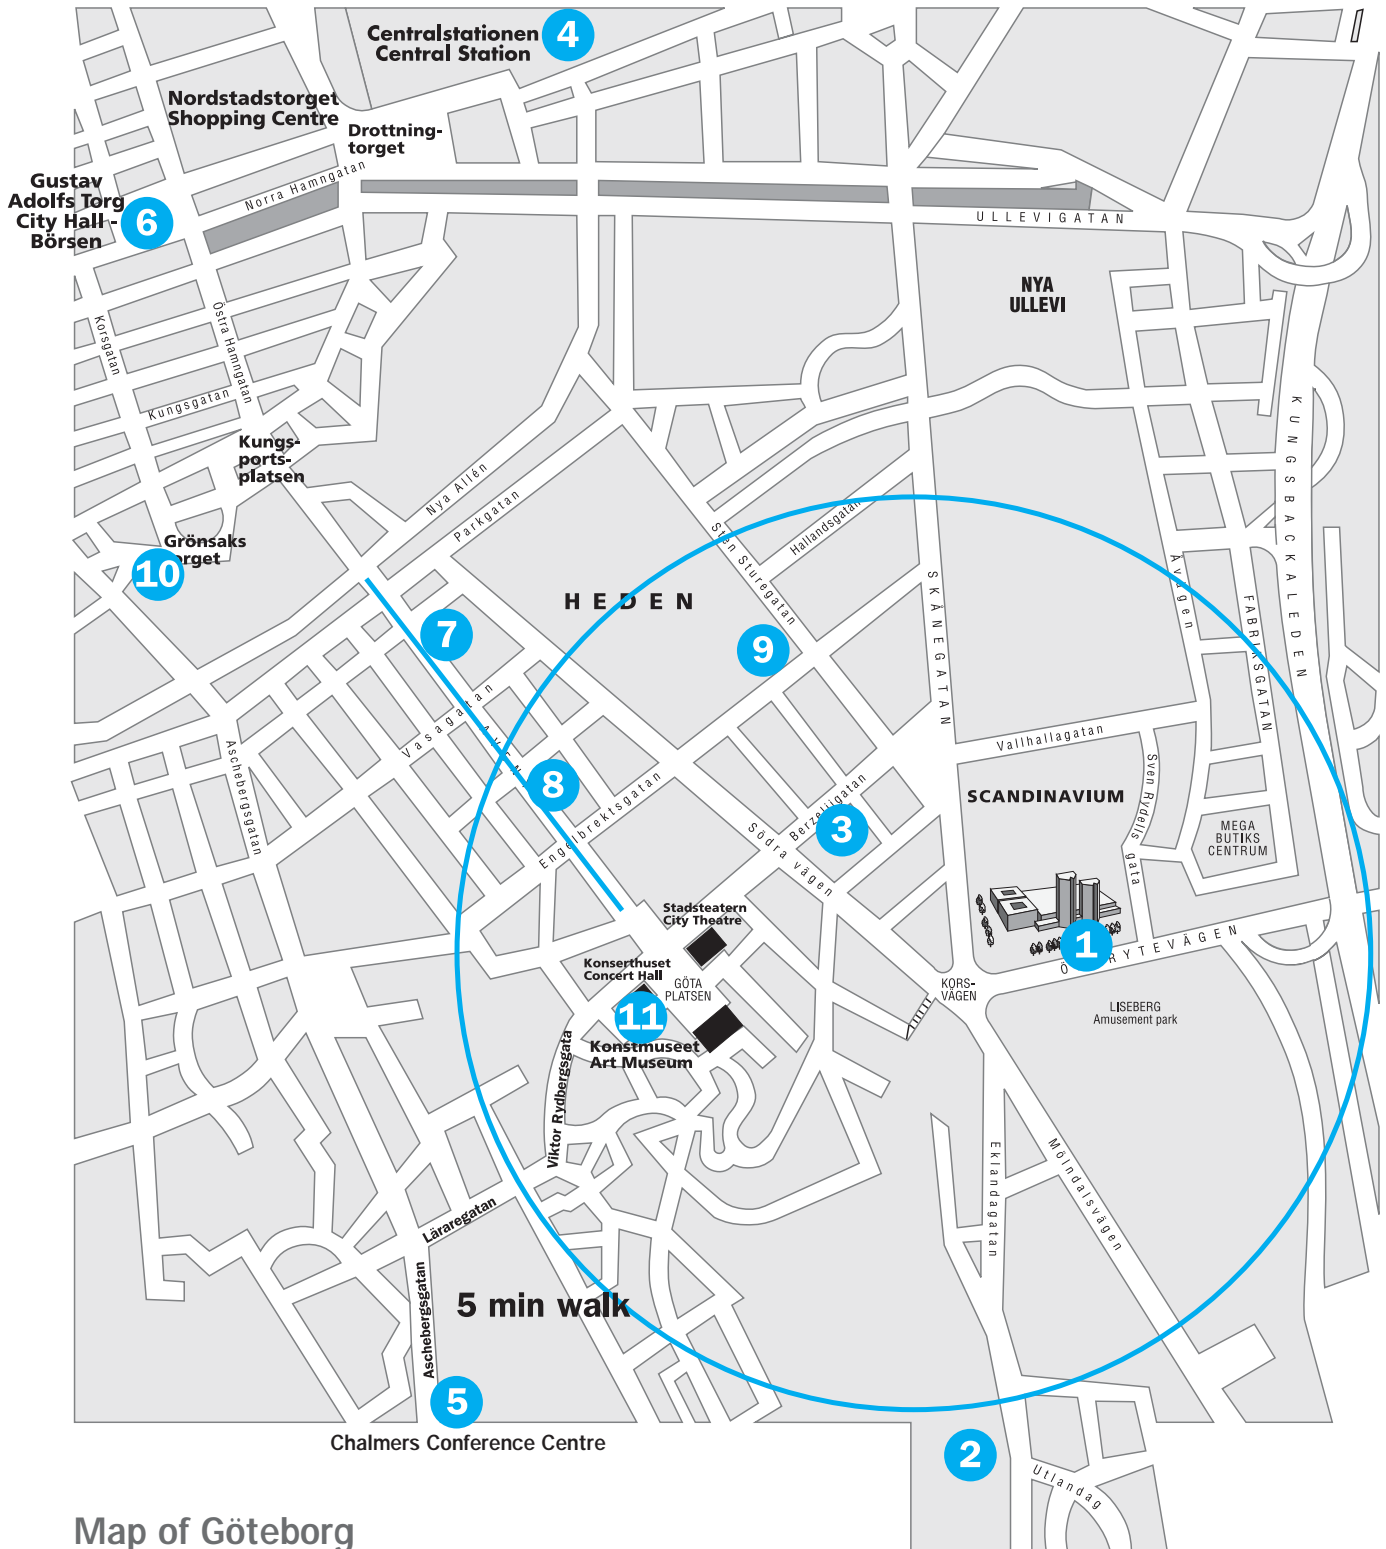 Centralstationen
Central Station
4
Nordstadstorget
Shopping Centre
Drottning-
torget
Gustav
Adolfs Torg
City Hall -
Börsen
6
Norra Hamngatan
ULLEVIGATAN
NYA
ULLEVI
Korsgatan
Östra Hamngatan
Kungsgatan
Kungs-
ports-
platsen
KUNGSBACKALEDEN
Nya Allén
Parkgatan
Sten Sturegatan
Hallandsgatan
Grönsaks
10
HEDEN
SKÅNEGATAN
Åvägen
FABRIKSGATAN
7
9
Vasagatan
Aschebergsgatan
Vallhallagatan
Sven Rydells gata
8
Engelbrektsgatan
Södra vägen
Berzeliigatan
3
SCANDINAVIUM
MEGA
BUTIKS
CENTRUM
Stadsteatern
City Theatre
1
Konserthuset
Concert Hall
GÖTA
PLATSEN
KORS-
VÄGEN
LISEBERG
Amusement park
11
Konstmuseet
Art Museum
Viktor Rydbergsgata
Eklandagatan
Mölndalsvägen
Läraregatan
Aschebergsgatan
5 min walk
5
Chalmers Conference Centre
2
Utlandag
Map of Göteborg